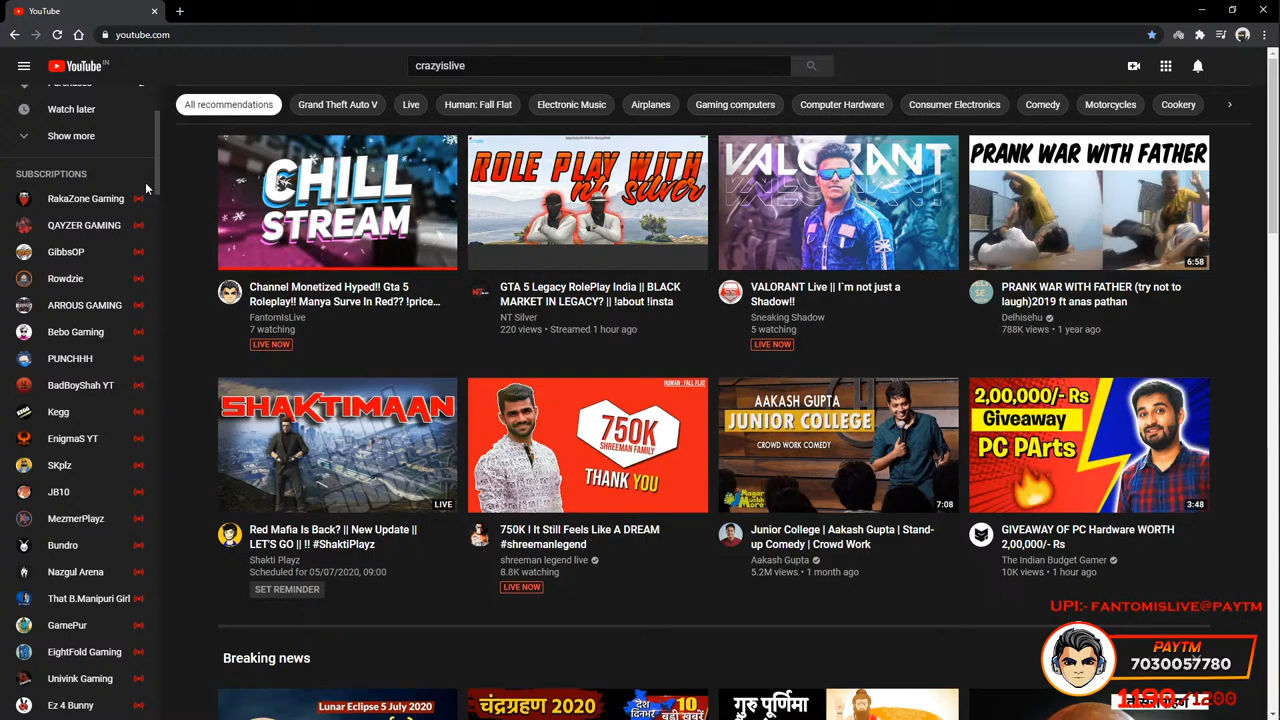 YouTube
youtube.com
YouTube IN
crazyislive
Watch later
Show more
SUBSCRIPTIONS
RakaZone Gaming
QAYZER GAMING
GibbsOP
Rowdzie
ARROUS GAMING
Bebo Gaming
PUNCHHH
BadBoyShah YT
Kegg
EnigmaS YT
SKplz
JB10
MezmerPlayz
Bundro
Nazgul Arena
That B.Manipuri Girl
GamePur
EightFold Gaming
Univink Gaming
Ez 4 Bunny
All recommendations
Grand Theft Auto V
Live
Human: Fall Flat
Electronic Music
Airplanes
Gaming computers
Computer Hardware
Consumer Electronics
Comedy
Motorcycles
Cookery
CHILL
STREAM
Channel Monetized Hyped!! Gta 5
Roleplay!! Manya Surve In Red?? !price...
FantomIsLive
7 watching
LIVE NOW
ROLE PLAY WITH
nt silver
GTA 5 Legacy RolePlay India || BLACK
MARKET IN LEGACY? || !about !insta
NT Silver
220 views • Streamed 1 hour ago
VALORANT
VALORANT Live || I`m not just a
Shadow!!
Sneaking Shadow
5 watching
LIVE NOW
PRANK WAR WITH FATHER
6:58
PRANK WAR WITH FATHER (try not to
laugh)2019 ft anas pathan
Delhisehu
788K views • 1 year ago
SHAKTIMAAN
LIVE
Red Mafia Is Back? || New Update ||
LET'S GO || !! #ShaktiPlayz
Shakti Playz
Scheduled for 05/07/2020, 09:00
SET REMINDER
HUMAN : FALL FLAT
750K
SHREEMAN FAMILY
THANK YOU
750K I It Still Feels Like A DREAM
#shreemanlegend
shreeman legend live
8.8K watching
LIVE NOW
AAKASH GUPTA
JUNIOR COLLEGE
CROWD WORK COMEDY
7:08
Junior College | Aakash Gupta | Stand-
up Comedy | Crowd Work
Aakash Gupta
5.2M views • 1 month ago
2,00,000/- Rs
Giveaway
PC PArts
3:48
GIVEAWAY OF PC Hardware WORTH
2,00,000/- Rs
The Indian Budget Gamer
10K views • 1 hour ago
UPI:- FANTOMISLIVE@PAYTM
PAYTM
7030057780
Breaking news
Lunar Eclipse 5 July 2020
चंद्रग्रहण 2020
देश
दिनभर
10
बड़ी खबरें
गुरु पूर्णिमा